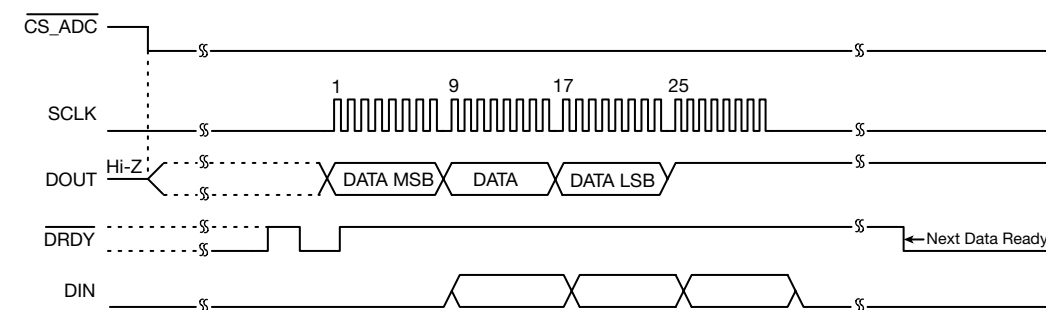 CS_ADC
1 9 17 25
SCLK
Hi-Z
DOUT DATA MSB DATA DATA LSB
DRDY Next Data Ready
DIN